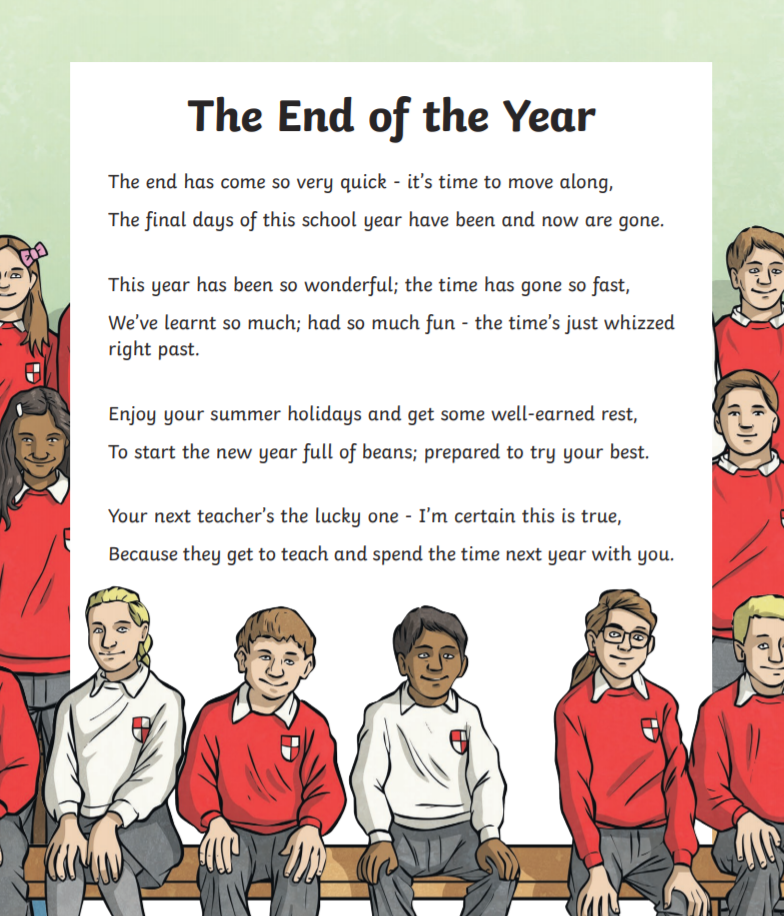 The End of the Year
The end has come so very quick - it's time to move along,
The final days of this school year have been and now are gone.
This year has been so wonderful; the time has gone so fast,
We've learnt so much; had so much fun - the time's just whizzed
right past.
Enjoy your summer holidays and get some well-earned rest,
To start the new year full of beans; prepared to try your best.
Your next teacher's the lucky one - I'm certain this is true,
Because they get to teach and spend the time next year with you.